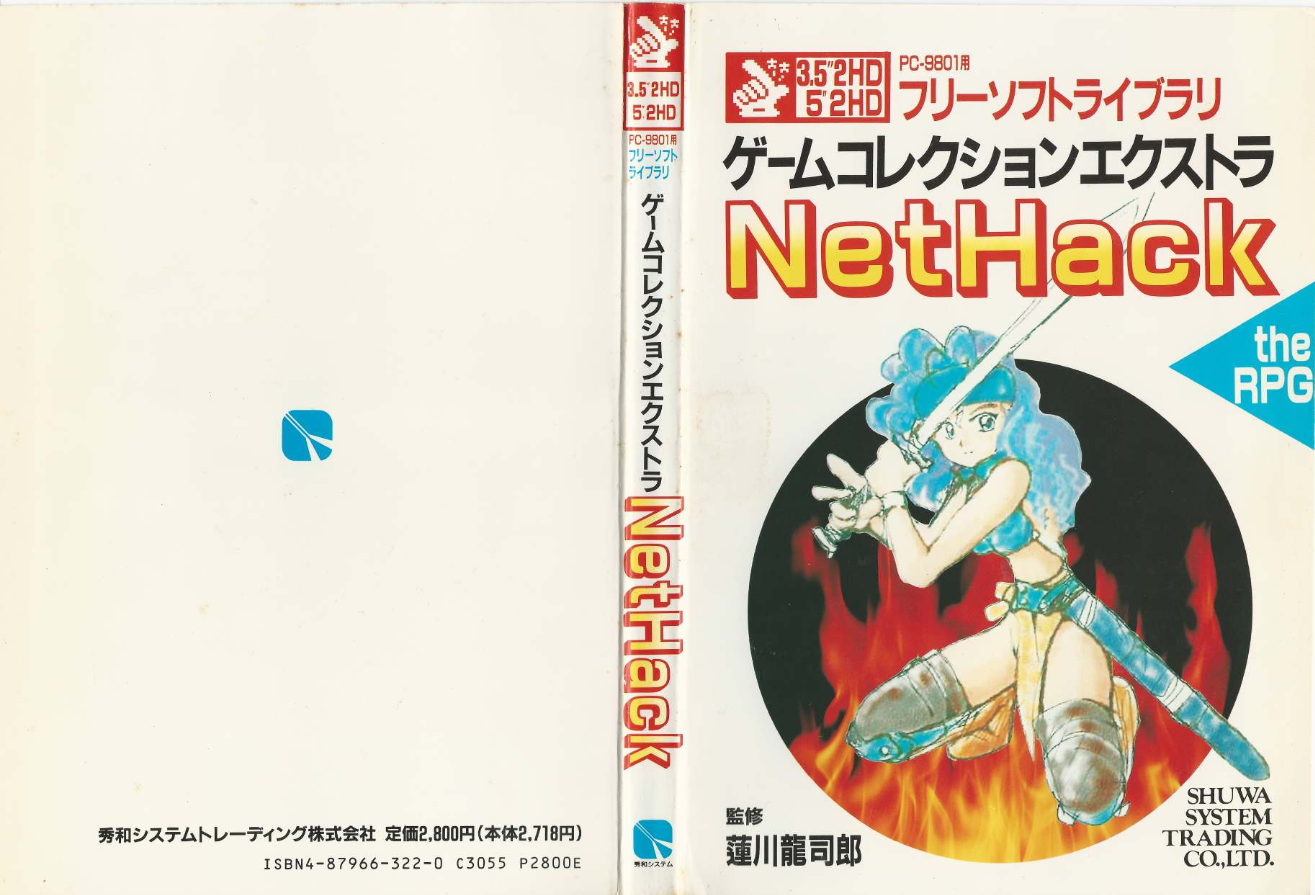 秀和システムトレーディング株式会社 定価2,800円(本体2,718円)
ISBN4-87966-322-0 C3055 P2800E
3.5″2HD
5″2HD
PC-9801用
フリーソフト
ライブラリ
ゲームコレクションエクストラ
NetHack
秀和システム
3.5″2HD
5″2HD
PC-9801用
フリーソフトライブラリ
ゲームコレクションエクストラ
NetHack
the
RPG
監修
蓮川龍司郎
SHUWA
SYSTEM
TRADING
CO.,LTD.